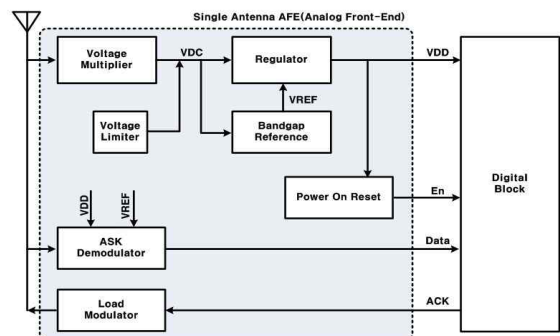 Single Antenna AFE(Analog Front-End)
Voltage
Multiplier
VDC
Regulator
VDD
VREF
Voltage
Limiter
Bandgap
Reference
Digital
Block
Power On Reset
En
VDD
VREF
ASK
Demodulator
Data
Load
Modulator
ACK